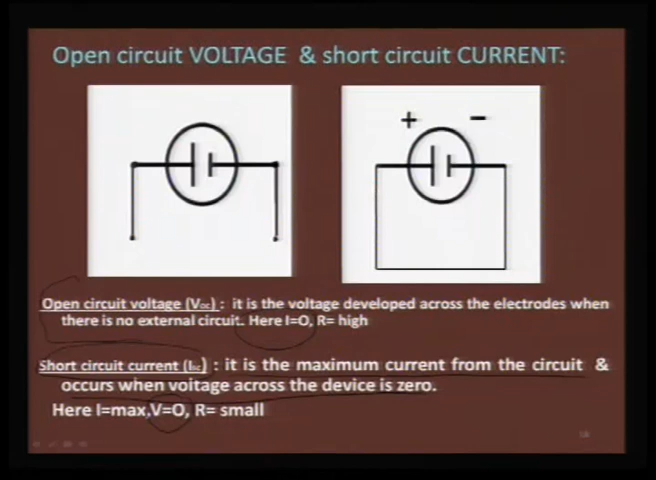 Open circuit VOLTAGE & short circuit CURRENT:
+ -
Open circuit voltage (Voc) : it is the voltage developed across the electrodes when
there is no external circuit. Here I=O, R= high
Short circuit current (Isc) : it is the maximum current from the circuit &
occurs when voitage across the device is zero.
Here I=max,V=O, R= small